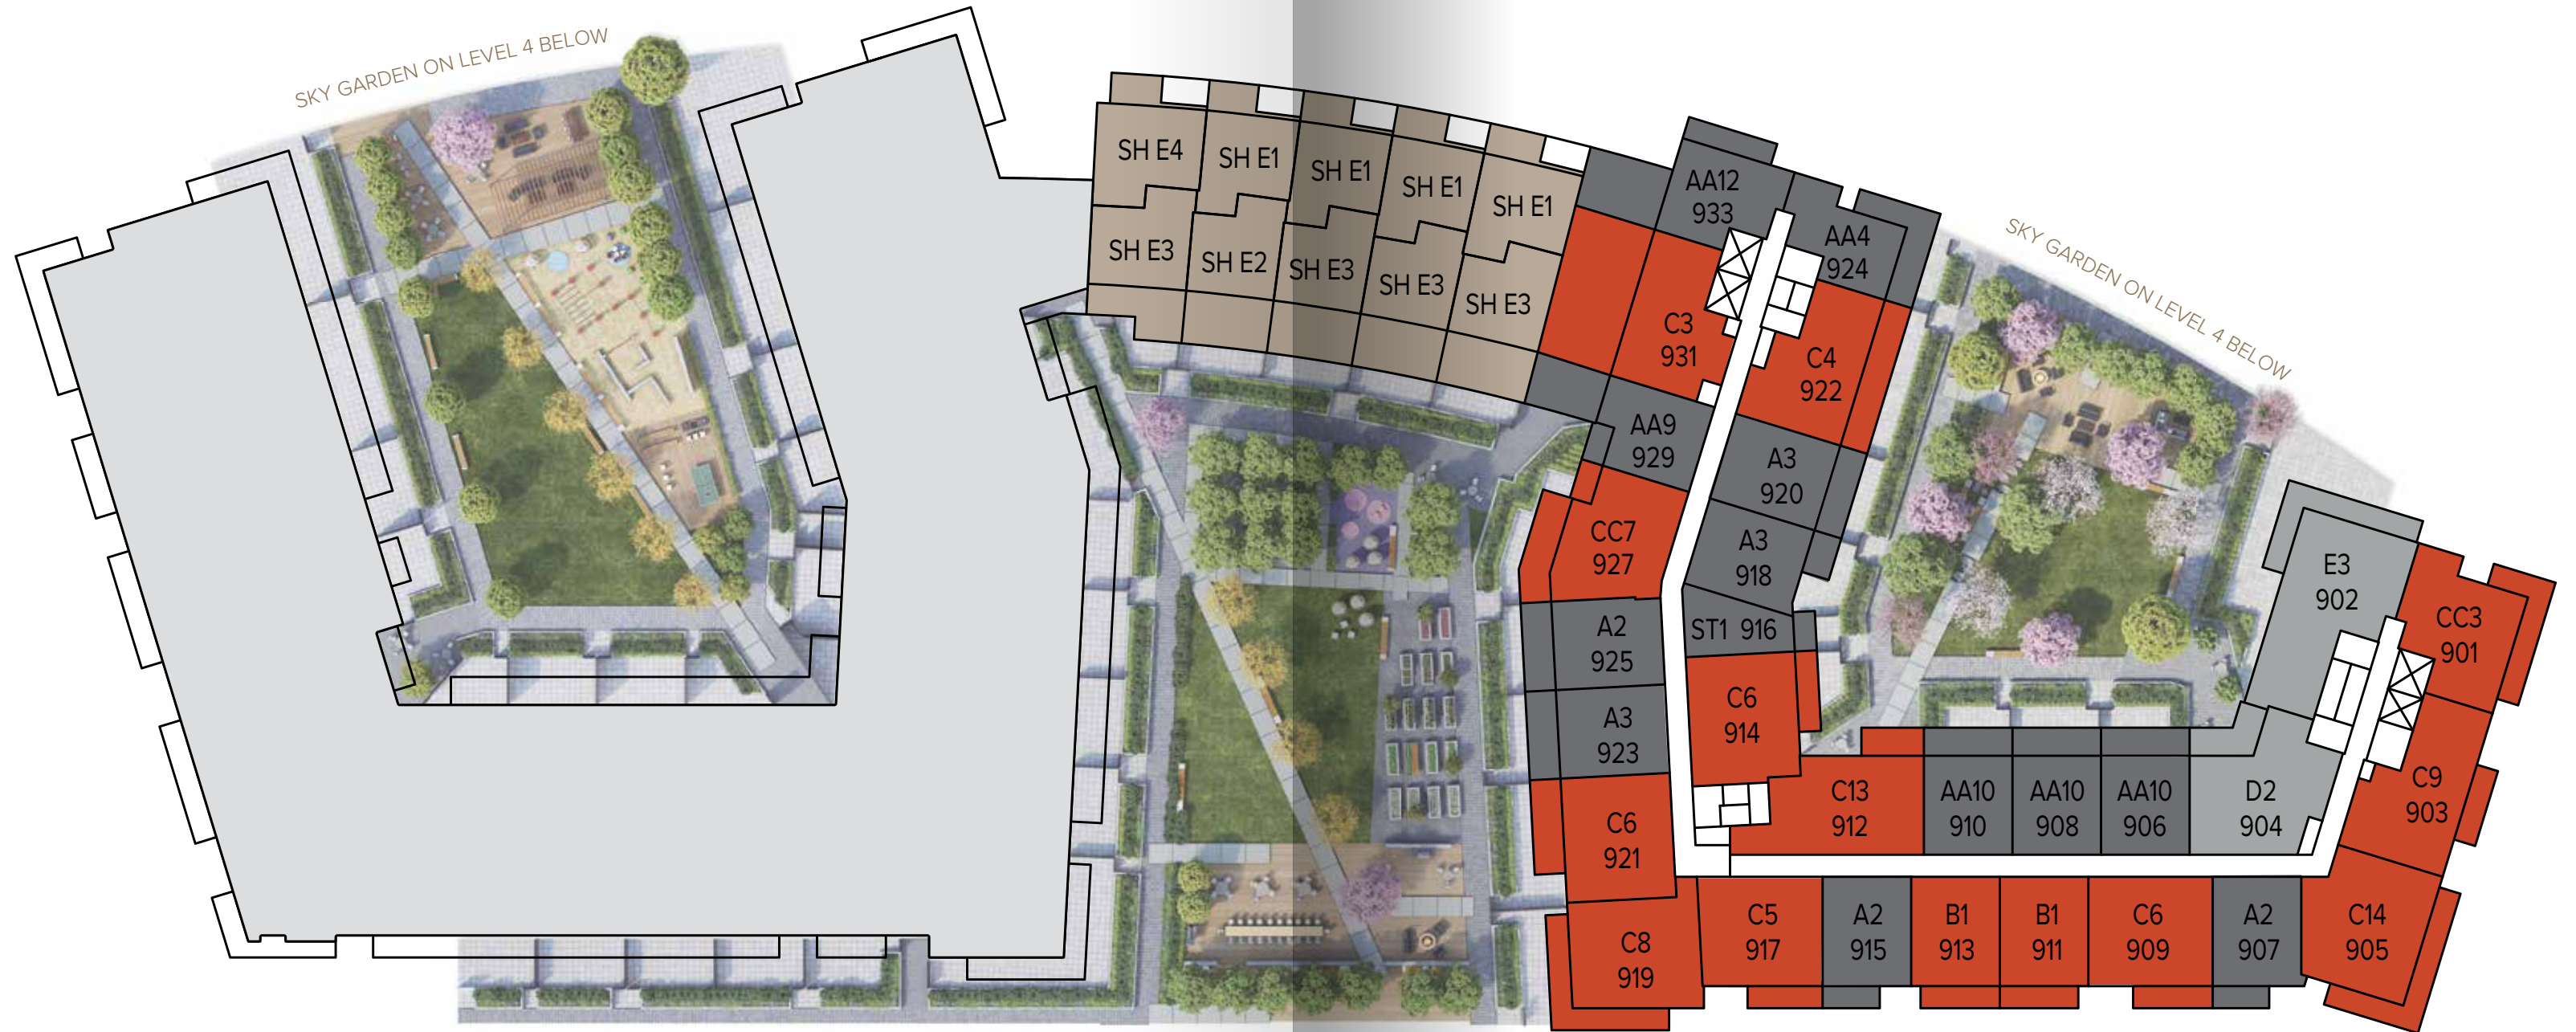 SKY GARDEN ON LEVEL 4 BELOW
SH E4
SH E1
SH E1
SH E1
SH E1
SH E3
SH E2
SH E3
SH E3
SH E3
AA12
933
AA4
924
SKY GARDEN ON LEVEL 4 BELOW
C3
931
C4
922
AA9
929
A3
920
CC7
927
A3
918
A2
925
ST1 916
A3
923
C6
914
C6
921
C13
912
AA10
910
AA10
908
AA10
906
D2
904
E3
902
CC3
901
C9
903
C8
919
C5
917
A2
915
B1
913
B1
911
C6
909
A2
907
C14
905